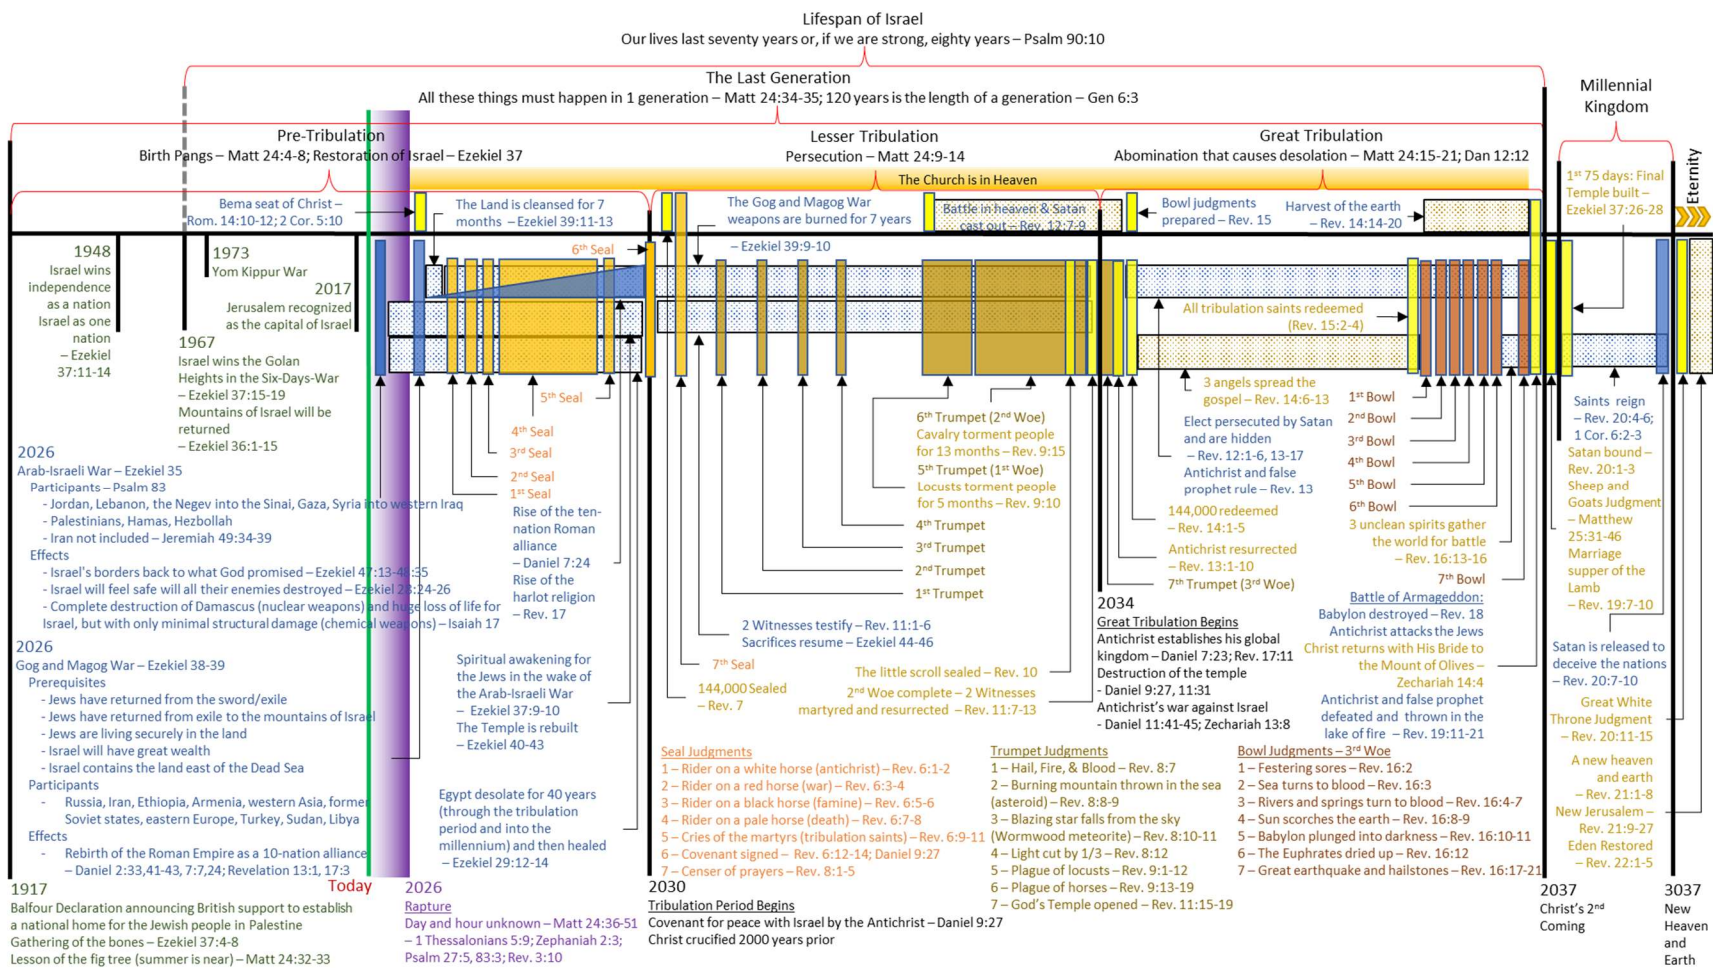 Lifespan of Israel
Our lives last seventy years or, if we are strong, eighty years – Psalm 90:10
The Last Generation
All these things must happen in 1 generation – Matt 24:34-35; 120 years is the length of a generation – Gen 6:3
Millennial
Kingdom
Pre-Tribulation
Birth Pangs – Matt 24:4-8; Restoration of Israel – Ezekiel 37
Lesser Tribulation
Persecution – Matt 24:9-14
Great Tribulation
Abomination that causes desolation – Matt 24:15-21; Dan 12:12
Eternity
The Church is in Heaven
Bema seat of Christ –
Rom. 14:10-12; 2 Cor. 5:10
The Land is cleansed for 7
months – Ezekiel 39:11-13
The Gog and Magog War
weapons are burned for 7 years
– Ezekiel 39:9-10
Battle in heaven & Satan
cast out – Rev. 12:7-9
Bowl judgments
prepared – Rev. 15
Harvest of the earth
– Rev. 14:14-20
1st 75 days: Final
Temple built –
Ezekiel 37:26-28
6th Seal
1948
Israel wins
independence
as a nation
Israel as one
nation
– Ezekiel
37:11-14
1973
Yom Kippur War
2017
Jerusalem recognized
as the capital of Israel
1967
Israel wins the Golan
Heights in the Six-Days-War
– Ezekiel 37:15-19
Mountains of Israel will be
returned
– Ezekiel 36:1-15
2026
Arab-Israeli War – Ezekiel 35
Participants – Psalm 83
- Jordan, Lebanon, the Negev into the Sinai, Gaza, Syria into western Iraq
- Palestinians, Hamas, Hezbollah
- Iran not included – Jeremiah 49:34-39
Effects
- Israel's borders back to what God promised – Ezekiel 47:13-48:35
- Israel will feel safe will all their enemies destroyed – Ezekiel 28:24-26
- Complete destruction of Damascus (nuclear weapons) and huge loss of life for
Israel, but with only minimal structural damage (chemical weapons) – Isaiah 17
2026
Gog and Magog War – Ezekiel 38-39
Prerequisites
- Jews have returned from the sword/exile
- Jews have returned from exile to the mountains of Israel
- Jews are living securely in the land
- Israel will have great wealth
- Israel contains the land east of the Dead Sea
Participants
- Russia, Iran, Ethiopia, Armenia, western Asia, former
Soviet states, eastern Europe, Turkey, Sudan, Libya
Effects
- Rebirth of the Roman Empire as a 10-nation alliance
– Daniel 2:33,41-43, 7:7,24; Revelation 13:1, 17:3
Today
5th Seal
4th Seal
3rd Seal
2nd Seal
1st Seal
Rise of the ten-
nation Roman
alliance
– Daniel 7:24
Rise of the
harlot religion
– Rev. 17
Spiritual awakening for
the Jews in the wake of
the Arab-Israeli War
– Ezekiel 37:9-10
The Temple is rebuilt
– Ezekiel 40-43
Egypt desolate for 40 years
(through the tribulation
period and into the
millennium) and then healed
– Ezekiel 29:12-14
6th Trumpet (2nd Woe)
Cavalry torment people
for 13 months – Rev. 9:15
5th Trumpet (1st Woe)
Locusts torment people
for 5 months – Rev. 9:10
4th Trumpet
3rd Trumpet
2nd Trumpet
1st Trumpet
2 Witnesses testify – Rev. 11:1-6
Sacrifices resume – Ezekiel 44-46
7th Seal
144,000 Sealed
– Rev. 7
The little scroll sealed – Rev. 10
2nd Woe complete – 2 Witnesses
martyred and resurrected – Rev. 11:7-13
All tribulation saints redeemed
(Rev. 15:2-4)
3 angels spread the
gospel – Rev. 14:6-13
Elect persecuted by Satan
and are hidden
– Rev. 12:1-6, 13-17
Antichrist and false
prophet rule – Rev. 13
144,000 redeemed
– Rev. 14:1-5
Antichrist resurrected
– Rev. 13:1-10
7th Trumpet (3rd Woe)
2034
Great Tribulation Begins
Antichrist establishes his global
kingdom – Daniel 7:23; Rev. 17:11
Destruction of the temple
- Daniel 9:27, 11:31
Antichrist's war against Israel
- Daniel 11:41-45; Zechariah 13:8
1st Bowl
2nd Bowl
3rd Bowl
4th Bowl
5th Bowl
6th Bowl
3 unclean spirits gather
the world for battle
– Rev. 16:13-16
7th Bowl
Battle of Armageddon:
Babylon destroyed – Rev. 18
Antichrist attacks the Jews
Christ returns with His Bride to
the Mount of Olives –
Zechariah 14:4
Antichrist and false prophet
defeated and thrown in the
lake of fire – Rev. 19:11-21
Saints reign
– Rev. 20:4-6;
1 Cor. 6:2-3
Satan bound –
Rev. 20:1-3
Sheep and
Goats Judgment
– Matthew
25:31-46
Marriage
supper of the
Lamb
– Rev. 19:7-10
Satan is released to
deceive the nations
– Rev. 20:7-10
Great White
Throne Judgment
– Rev. 20:11-15
A new heaven
and earth
– Rev. 21:1-8
New Jerusalem –
Rev. 21:9-27
Eden Restored
– Rev. 22:1-5
Seal Judgments
1 – Rider on a white horse (antichrist) – Rev. 6:1-2
2 – Rider on a red horse (war) – Rev. 6:3-4
3 – Rider on a black horse (famine) – Rev. 6:5-6
4 – Rider on a pale horse (death) – Rev. 6:7-8
5 – Cries of the martyrs (tribulation saints) – Rev. 6:9-11
6 – Covenant signed – Rev. 6:12-14; Daniel 9:27
7 – Censer of prayers – Rev. 8:1-5
Trumpet Judgments
1 – Hail, Fire, & Blood – Rev. 8:7
2 – Burning mountain thrown in the sea
(asteroid) – Rev. 8:8-9
3 – Blazing star falls from the sky
(Wormwood meteorite) – Rev. 8:10-11
4 – Light cut by 1/3 – Rev. 8:12
5 – Plague of locusts – Rev. 9:1-12
6 – Plague of horses – Rev. 9:13-19
7 – God's Temple opened – Rev. 11:15-19
Bowl Judgments – 3rd Woe
1 – Festering sores – Rev. 16:2
2 – Sea turns to blood – Rev. 16:3
3 – Rivers and springs turn to blood – Rev. 16:4-7
4 – Sun scorches the earth – Rev. 16:8-9
5 – Babylon plunged into darkness – Rev. 16:10-11
6 – The Euphrates dried up – Rev. 16:12
7 – Great earthquake and hailstones – Rev. 16:17-21
1917
Balfour Declaration announcing British support to establish
a national home for the Jewish people in Palestine
Gathering of the bones – Ezekiel 37:4-8
Lesson of the fig tree (summer is near) – Matt 24:32-33
2026
Rapture
Day and hour unknown – Matt 24:36-51
– 1 Thessalonians 5:9; Zephaniah 2:3;
Psalm 27:5, 83:3; Rev. 3:10
2030
Tribulation Period Begins
Covenant for peace with Israel by the Antichrist – Daniel 9:27
Christ crucified 2000 years prior
2037
Christ's 2nd
Coming
3037
New
Heaven
and
Earth